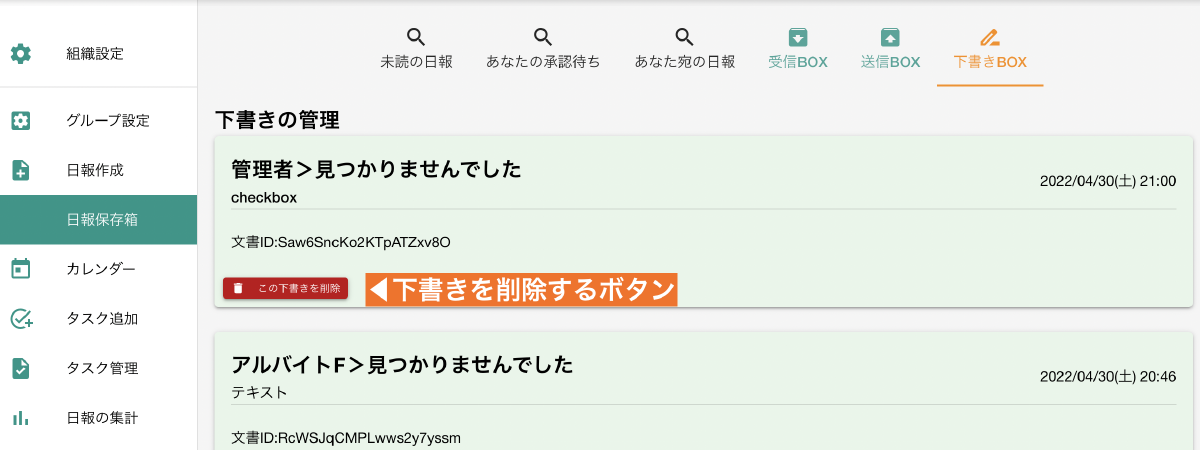 組織設定
グループ設定
日報作成
日報保存箱
カレンダー
タスク追加
タスク管理
日報の集計
未読の日報 あなたの承認待ち あなた宛の日報 受信BOX 送信BOX 下書きBOX
下書きの管理
管理者＞見つかりませんでした
checkbox
2022/04/30(土) 21:00
文書ID:Saw6SncKo2KTpATZxv8O
この下書きを削除
◀下書きを削除するボタン
アルバイトF＞見つかりませんでした
テキスト
2022/04/30(土) 20:46
文書ID:RcWSJqCMPLwws2y7yssm